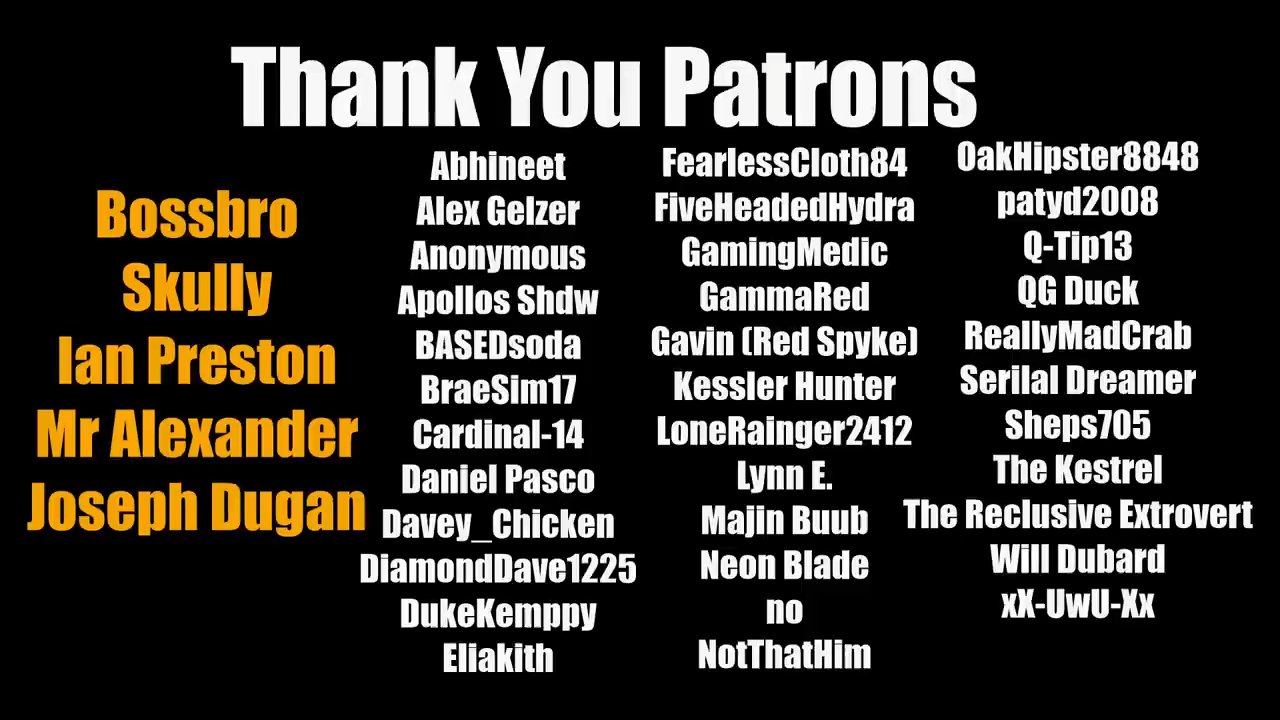 Thank You Patrons
Bossbro
Skully
Ian Preston
Mr Alexander
Joseph Dugan
Abhineet
Alex Gelzer
Anonymous
Apollos Shdw
BASEDsoda
BraeSim17
Cardinal-14
Daniel Pasco
Davey_Chicken
DiamondDave1225
DukeKemppy
Eliakith
FearlessCloth84
FiveHeadedHydra
GamingMedic
GammaRed
Gavin (Red Spyke)
Kessler Hunter
LoneRainger2412
Lynn E.
Majin Buub
Neon Blade
no
NotThatHim
OakHipster8848
patyd2008
Q-Tip13
QG Duck
ReallyMadCrab
Serilal Dreamer
Sheps705
The Kestrel
The Reclusive Extrovert
Will Dubard
xX-UwU-Xx